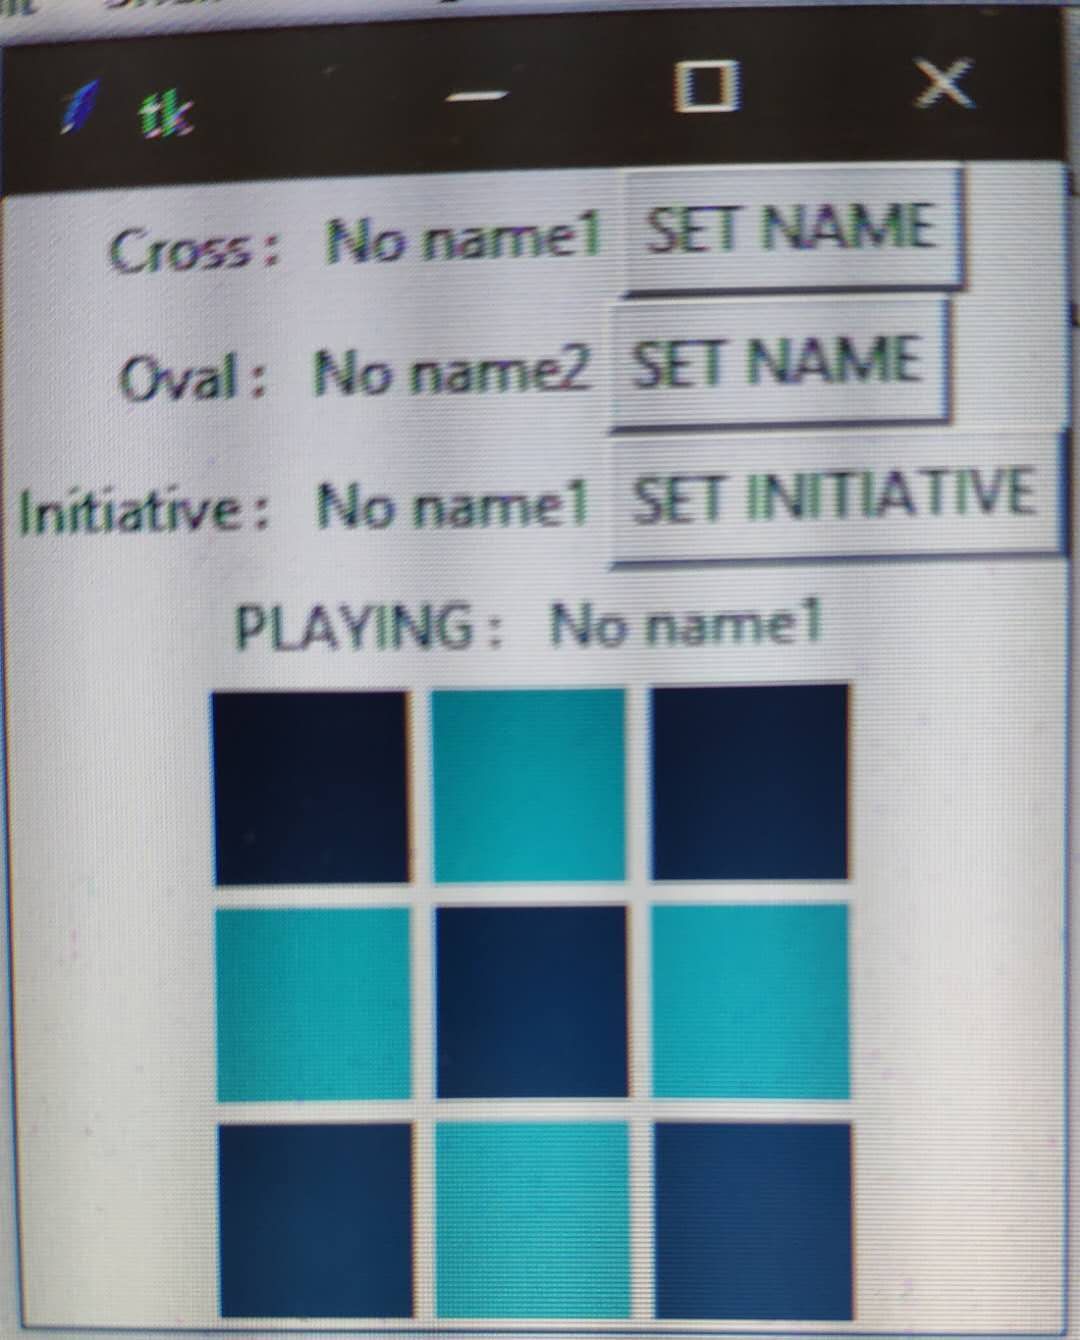 tk
Cross: No name1 SET NAME
Oval: No name2 SET NAME
Initiative: No name1 SET INITIATIVE
PLAYING: No name1